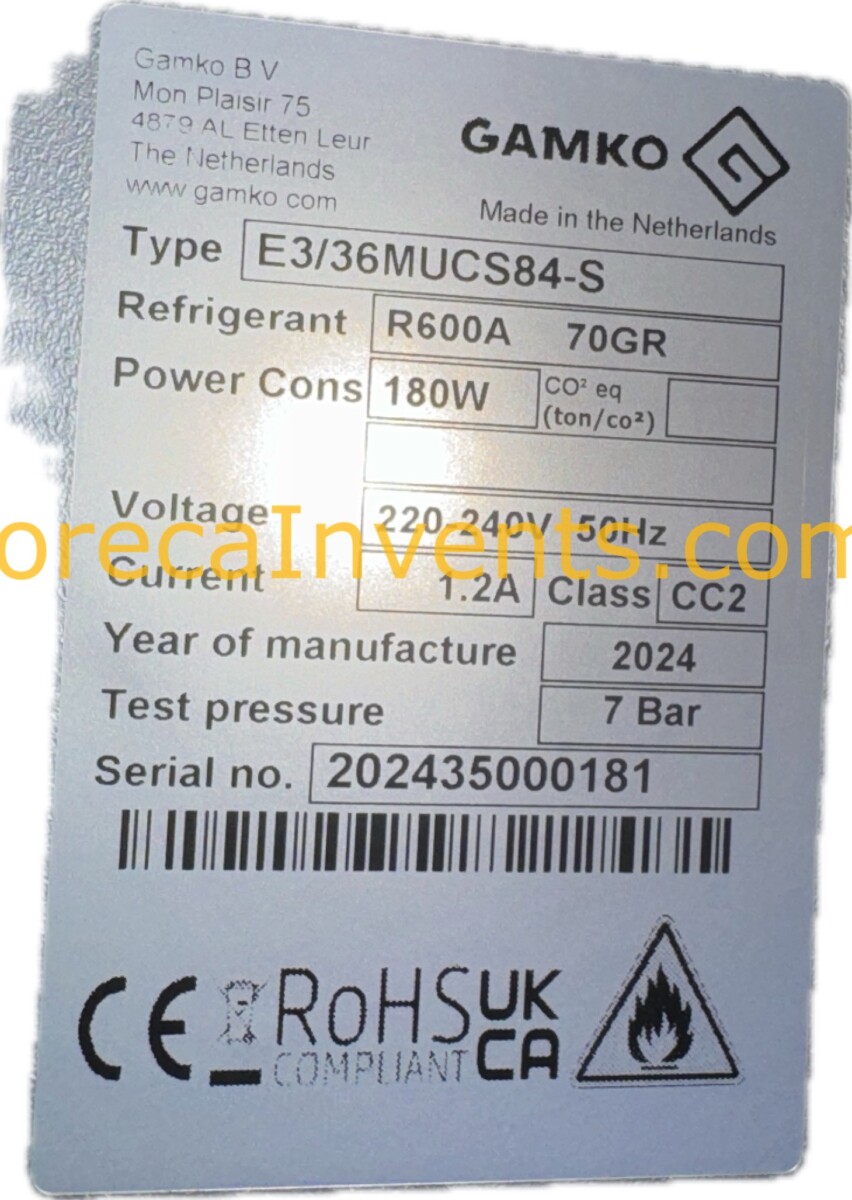 Gamko B V
Mon Plaisir 75
4879 AL Etten Leur
The Netherlands
www gamko com
GAMKO
Made in the Netherlands
Type E3/36MUCS84-S
Refrigerant R600A 70GR
Power Cons 180W CO² eq
(ton/co²)
Voltage 220-240V/50Hz
orecaInvents.com
Current 1.2A Class CC2
Year of manufacture 2024
Test pressure 7 Bar
Serial no. 202435000181
CE RoHS UK
COMPLIANT CA